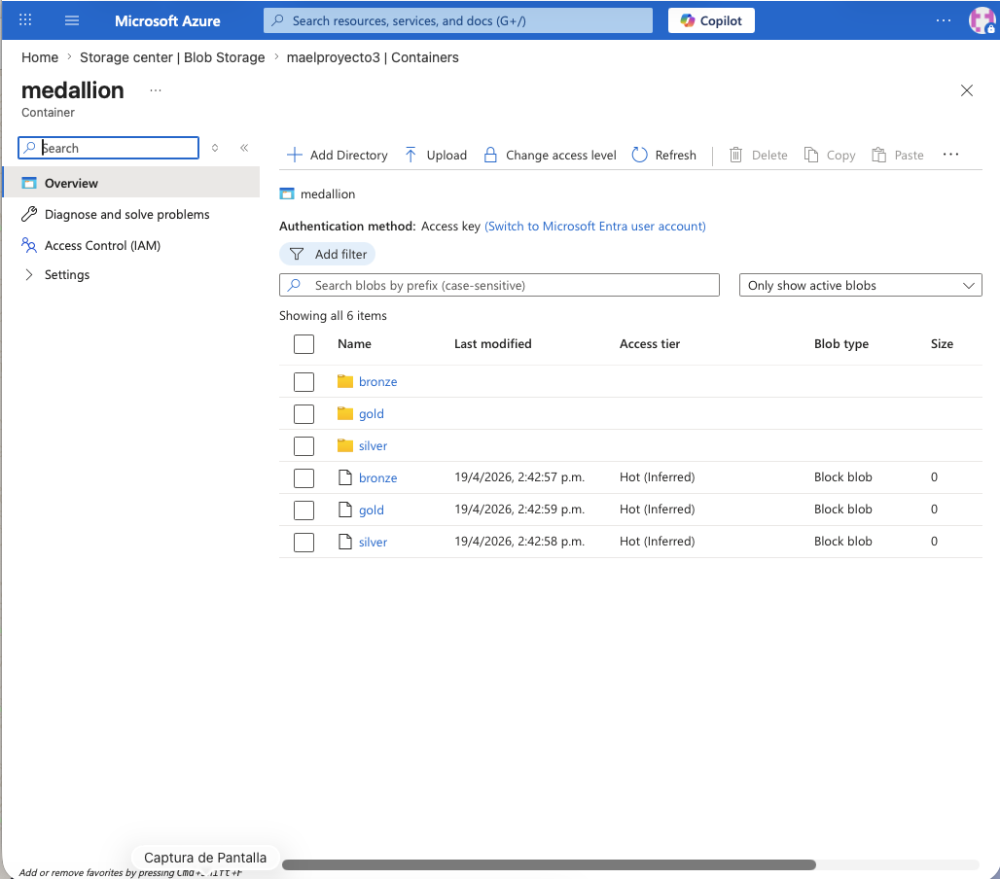 Microsoft Azure
Search resources, services, and docs (G+/)
Copilot
Home > Storage center | Blob Storage > maelproyecto3 | Containers
medallion
...
Container
Search
Add Directory
Upload
Change access level
Refresh
Delete
Copy
Paste
...
Overview
Diagnose and solve problems
Access Control (IAM)
Settings
medallion
Authentication method: Access key (Switch to Microsoft Entra user account)
Add filter
Search blobs by prefix (case-sensitive)
Only show active blobs
Showing all 6 items
Name Last modified Access tier Blob type Size
bronze
gold
silver
bronze 19/4/2026, 2:42:57 p.m. Hot (Inferred) Block blob 0
gold 19/4/2026, 2:42:59 p.m. Hot (Inferred) Block blob 0
silver 19/4/2026, 2:42:58 p.m. Hot (Inferred) Block blob 0
Captura de Pantalla
Add or remove favorites by pressing